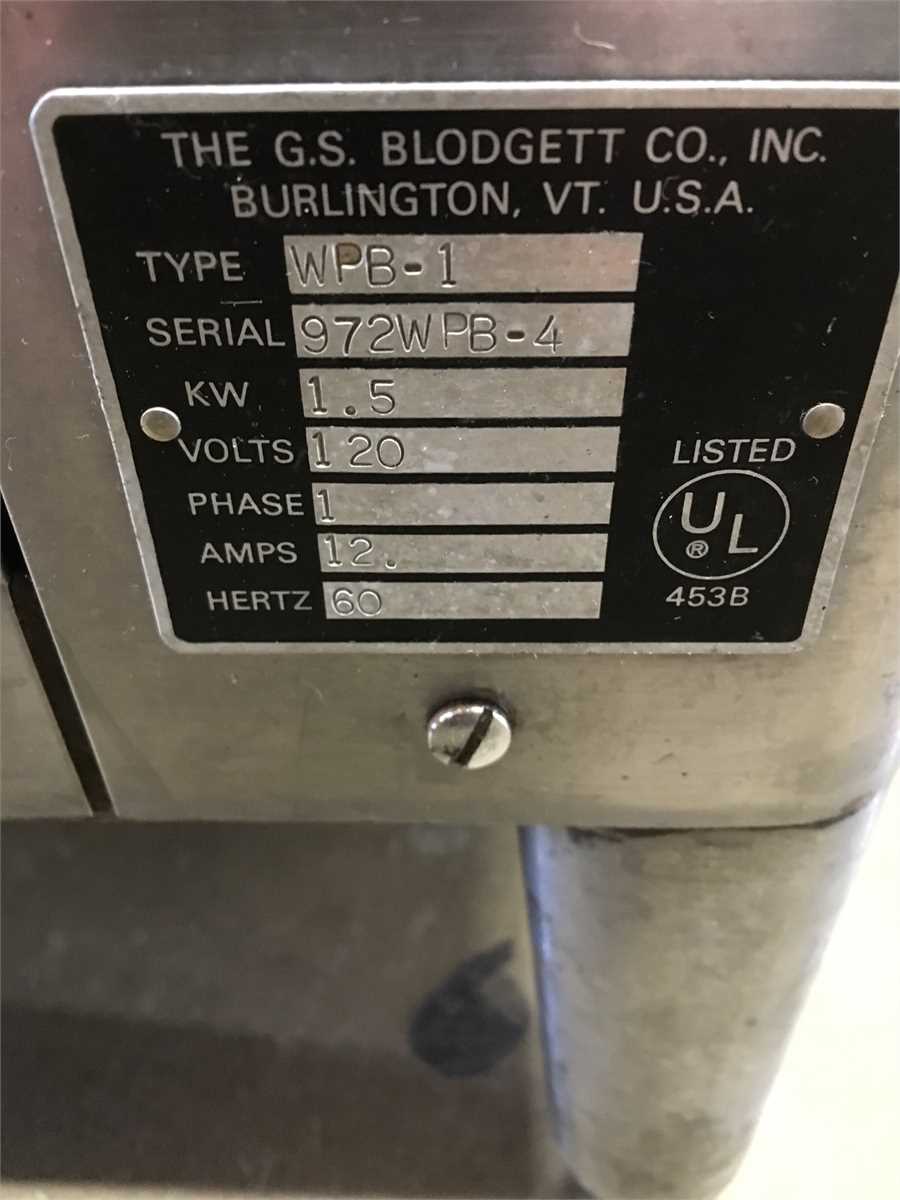 THE G.S. BLODGETT CO., INC.
BURLINGTON, VT. U.S.A.
TYPE WPB-1
SERIAL 972WPB-4
KW 1.5
VOLTS 120
PHASE 1
AMPS 12.
HERTZ 60
LISTED
UL
®
453B